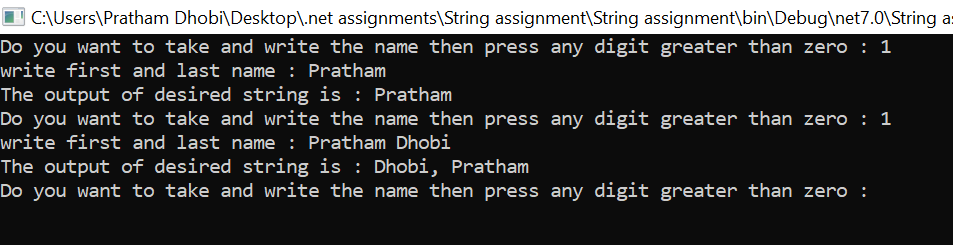 C:\Users\Pratham Dhobi\Desktop\.net assignments\String assignment\String assignment\bin\Debug\net7.0\String as
Do you want to take and write the name then press any digit greater than zero : 1
write first and last name : Pratham
The output of desired string is : Pratham
Do you want to take and write the name then press any digit greater than zero : 1
write first and last name : Pratham Dhobi
The output of desired string is : Dhobi, Pratham
Do you want to take and write the name then press any digit greater than zero :